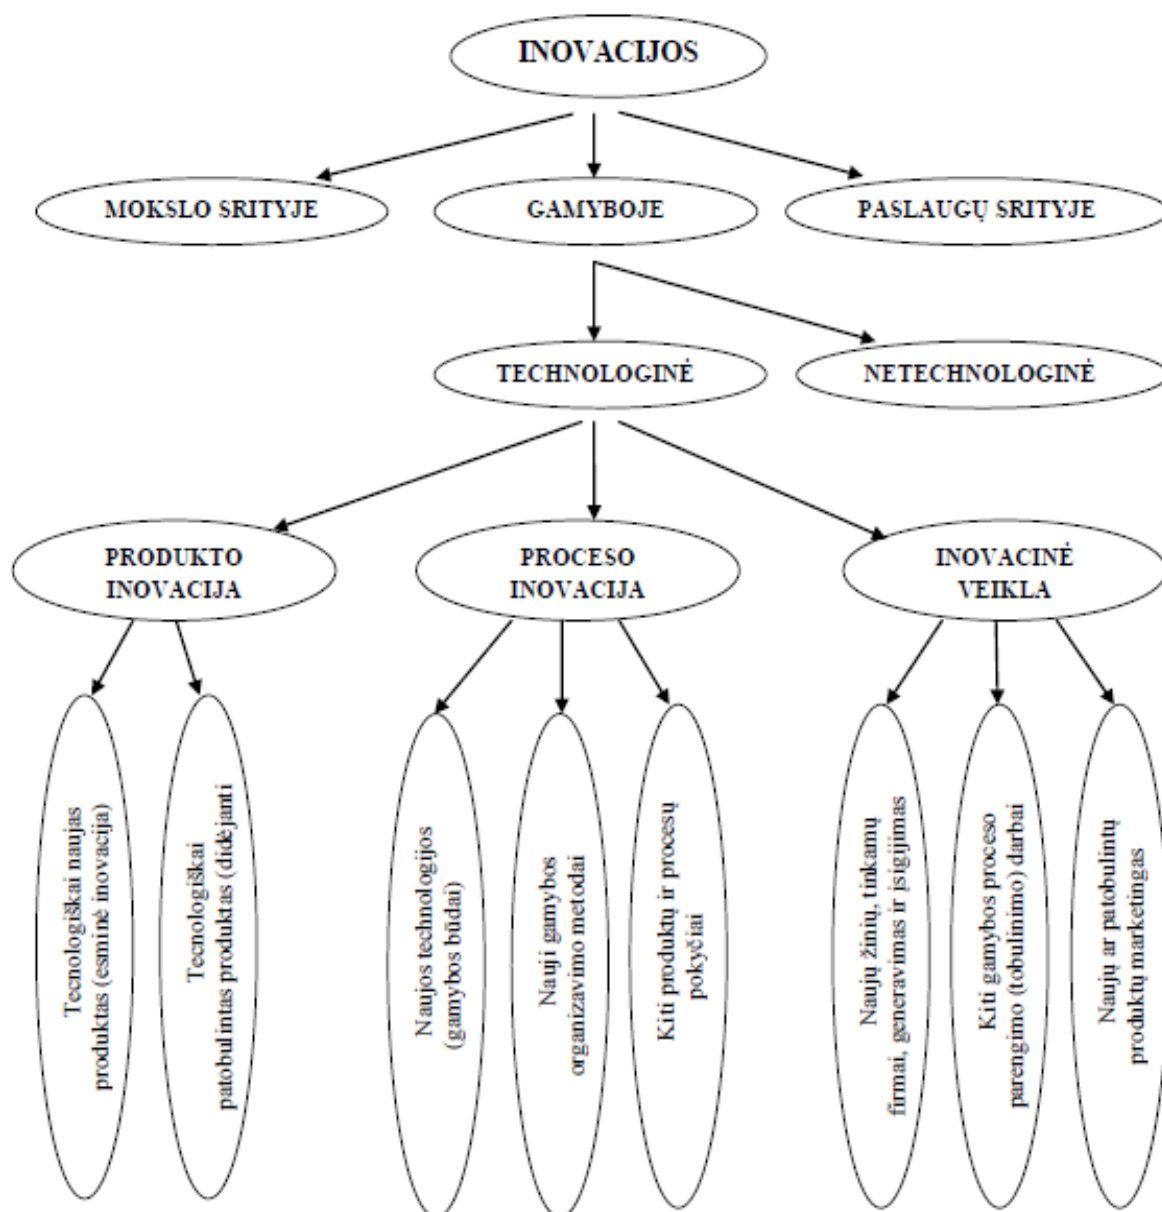 INOVACIJOS
MOKSLO SRITYJE
GAMYBOJE
PASLAUGŲ SRITYJE
TECHNOLOGINĖ
NETECHNOLOGINĖ
PRODUKTO
INOVACIJA
PROCESO
INOVACIJA
INOVACINĖ
VEIKLA
Tecnologiškai naujas
produktas (esminė inovacija)
Tecnologiškai
patobulintas produktas (didėjanti
Naujos technologijos
(gamybos būdai)
Nauji gamybos
organizavimo metodai
Kiti produktų ir procesų
pokyčiai
Naujų žinių, tinkamų
firmai, generavimas ir isigijimas
Kiti gamybos proceso
parengimo (tobulinimo) darbai
Naujų ar patobulintų
produktų marketingas